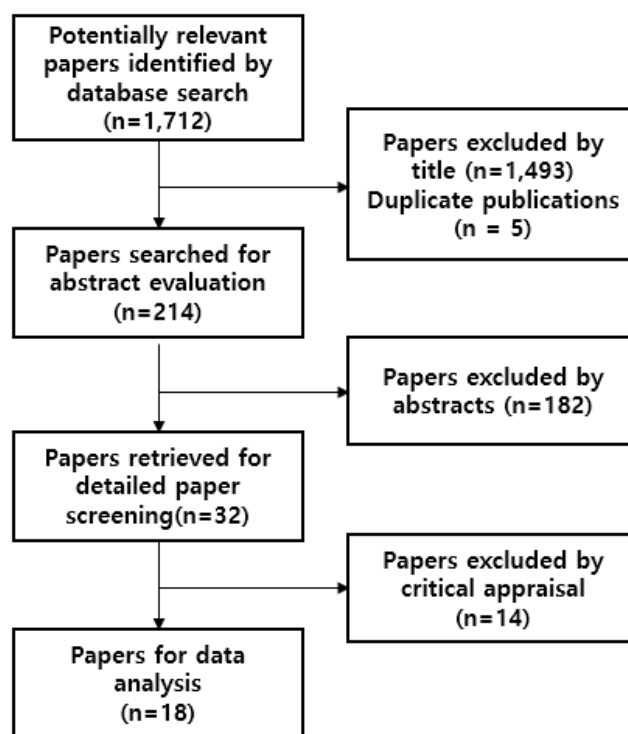 Potentially relevant
papers identified by
database search
(n=1,712)
Papers excluded by
title (n=1,493)
Duplicate publications
(n = 5)
Papers searched for
abstract evaluation
(n=214)
Papers excluded by
abstracts (n=182)
Papers retrieved for
detailed paper
screening(n=32)
Papers excluded by
critical appraisal
(n=14)
Papers for data
analysis
(n=18)